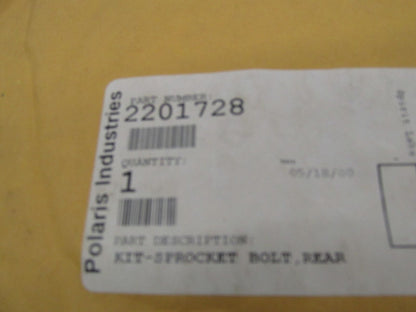 Polaris Industries
PART NUMBER:
2201728
QUANTITY:
1
05/18/00
PART DESCRIPTION:
KIT-SPROCKET BOLT,REAR